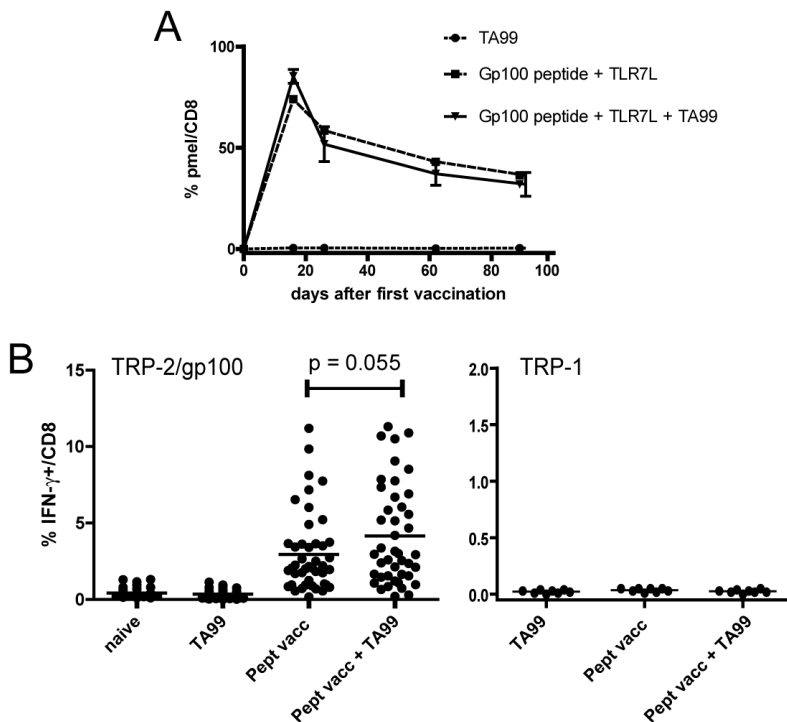 A
100
50
0
% pmel/CD8
0
20
40
60
80
100
days after first vaccination
TA99
Gp100 peptide + TLR7L
Gp100 peptide + TLR7L + TA99
B
TRP-2/gp100
p = 0.055
15
10
5
0
% IFN-γ+/CD8
naive
TA99
Pept vacc
Pept vacc + TA99
TRP-1
2.0
1.5
1.0
0.5
0.0
TA99
Pept vacc
Pept vacc + TA99